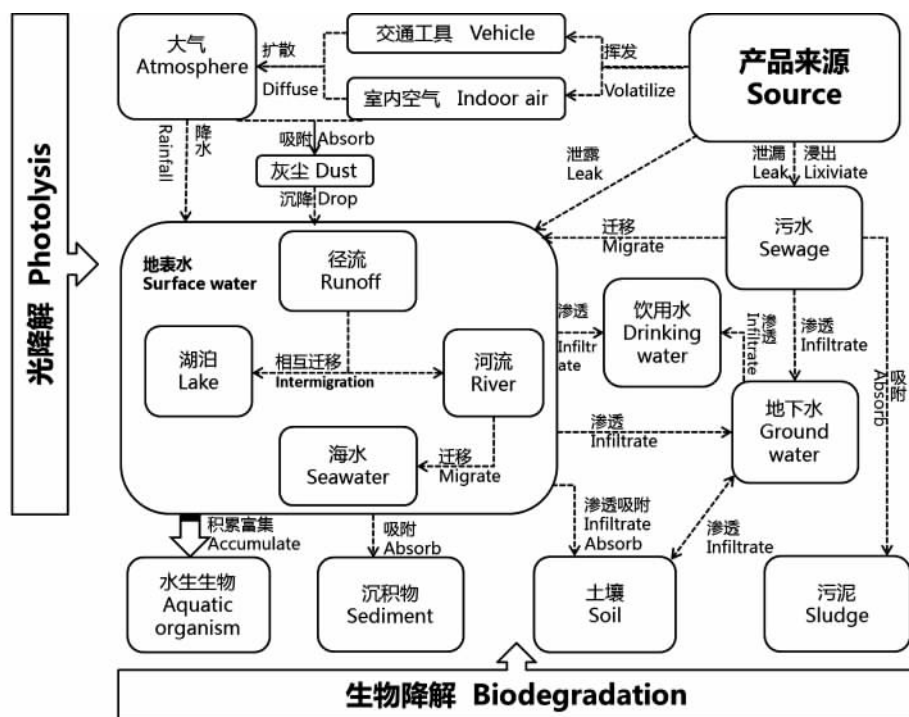 大气
Atmosphere
扩散
Diffuse
交通工具 Vehicle
室内空气 Indoor air
挥发
Volatilize
产品来源
Source
降水
Rainfall
吸附 Absorb
灰尘 Dust
沉降 Drop
泄露
Leak
泄漏
Leak
浸出
Lixiviate
光降解 Photolysis
地表水
Surface water
径流
Runoff
迁移
Migrate
污水
Sewage
湖泊
Lake
相互迁移
Intermigration
河流
River
渗透
Infiltr
ate
饮用水
Drinking
water
渗透
Infiltrate
渗透
Infiltrate
吸附
Absorb
海水
Seawater
迁移
Migrate
渗透
Infiltrate
地下水
Ground
water
积累富集
Accumulate
吸附
Absorb
渗透吸附
Infiltrate
Absorb
渗透
Infiltrate
水生生物
Aquatic
organism
沉积物
Sediment
土壤
Soil
污泥
Sludge
生物降解 Biodegradation